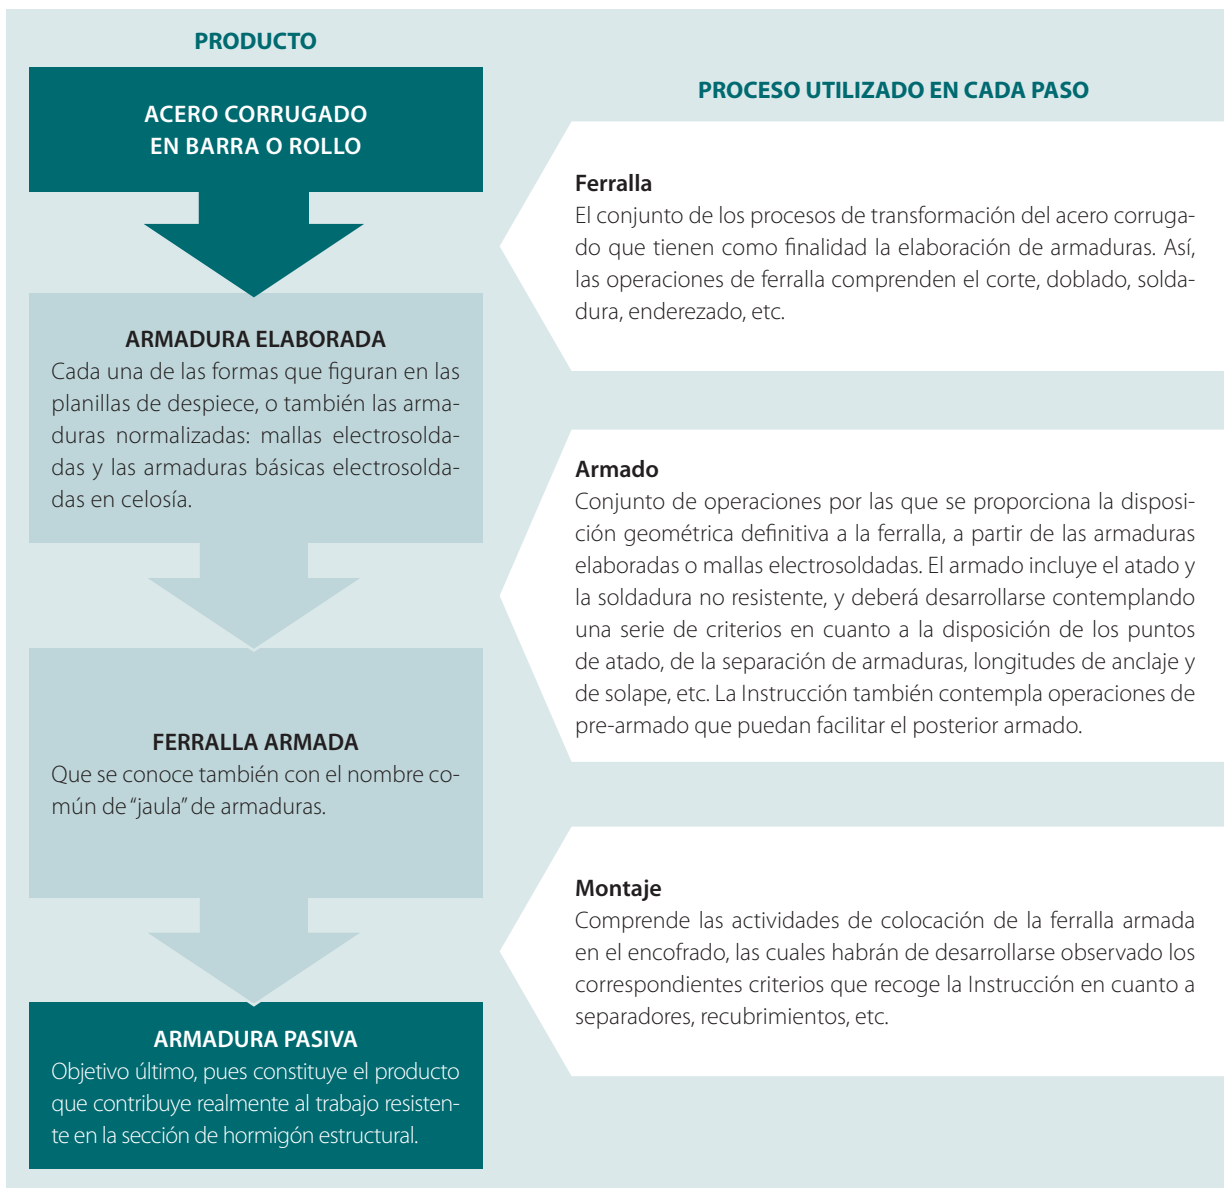 PRODUCTO
ACERO CORRUGADO
EN BARRA O ROLLO
ARMADURA ELABORADA
Cada una de las formas que figuran en las
planillas de despiece, o también las arma-
duras normalizadas: mallas electrosolda-
das y las armaduras básicas electrosolda-
das en celosía.
FERRALLA ARMADA
Que se conoce también con el nombre co-
mún de “jaula” de armaduras.
ARMADURA PASIVA
Objetivo último, pues constituye el producto
que contribuye realmente al trabajo resisten-
te en la sección de hormigón estructural.
PROCESO UTILIZADO EN CADA PASO
Ferralla
El conjunto de los procesos de transformación del acero corruga-
do que tienen como finalidad la elaboración de armaduras. Así,
las operaciones de ferralla comprenden el corte, doblado, solda-
dura, enderezado, etc.
Armado
Conjunto de operaciones por las que se proporciona la disposi-
ción geométrica definitiva a la ferralla, a partir de las armaduras
elaboradas o mallas electrosoldadas. El armado incluye el atado y
la soldadura no resistente, y deberá desarrollarse contemplando
una serie de criterios en cuanto a la disposición de los puntos
de atado, de la separación de armaduras, longitudes de anclaje y
de solape, etc. La Instrucción también contempla operaciones de
pre-armado que puedan facilitar el posterior armado.
Montaje
Comprende las actividades de colocación de la ferralla armada
en el encofrado, las cuales habrán de desarrollarse observado los
correspondientes criterios que recoge la Instrucción en cuanto a
separadores, recubrimientos, etc.